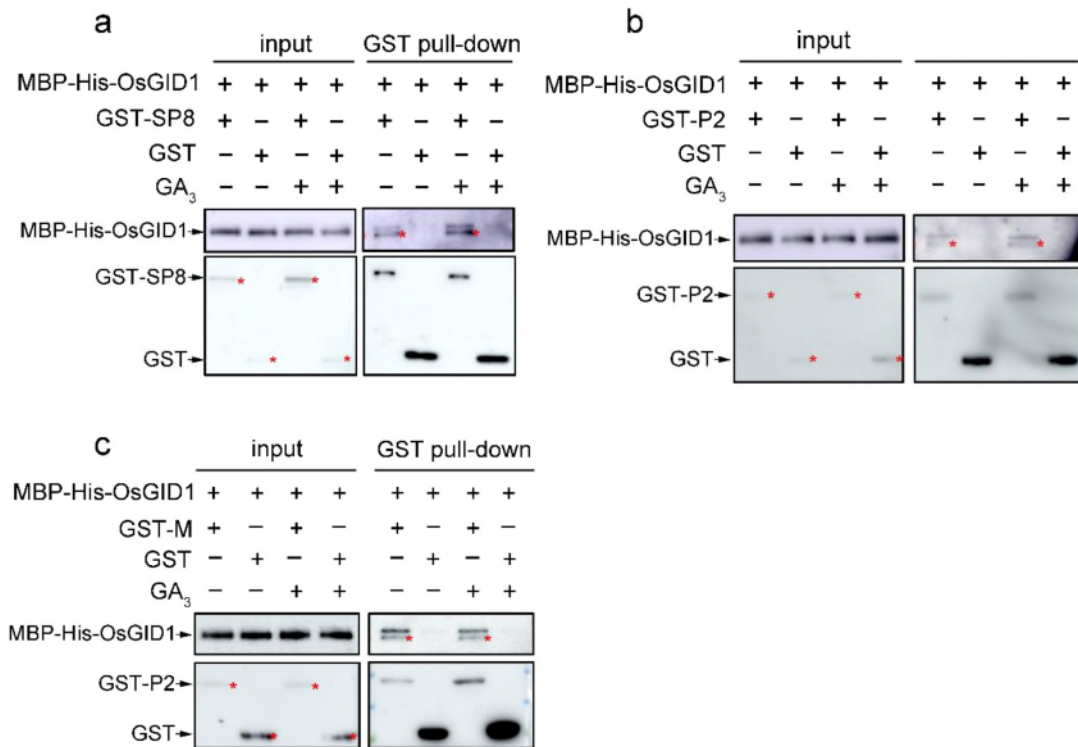 a
input GST pull-down
MBP-His-OsGID1 + + + + + + + +
GST-SP8 + − + − + − + −
GST − + − + − + − +
GA3 − − + + − − + +
MBP-His-OsGID1
*
*
GST-SP8
*
*
GST
*
*
b
input
MBP-His-OsGID1 + + + + + + + +
GST-P2 + − + − + − + −
GST − + − + − + − +
GA3 − − + + − − + +
MBP-His-OsGID1
*
*
GST-P2
*
*
GST
*
*
c
input GST pull-down
MBP-His-OsGID1 + + + + + + + +
GST-M + − + − + − + −
GST − + − + − + − +
GA3 − − + + − − + +
MBP-His-OsGID1
*
*
GST-P2
*
*
GST
*
*